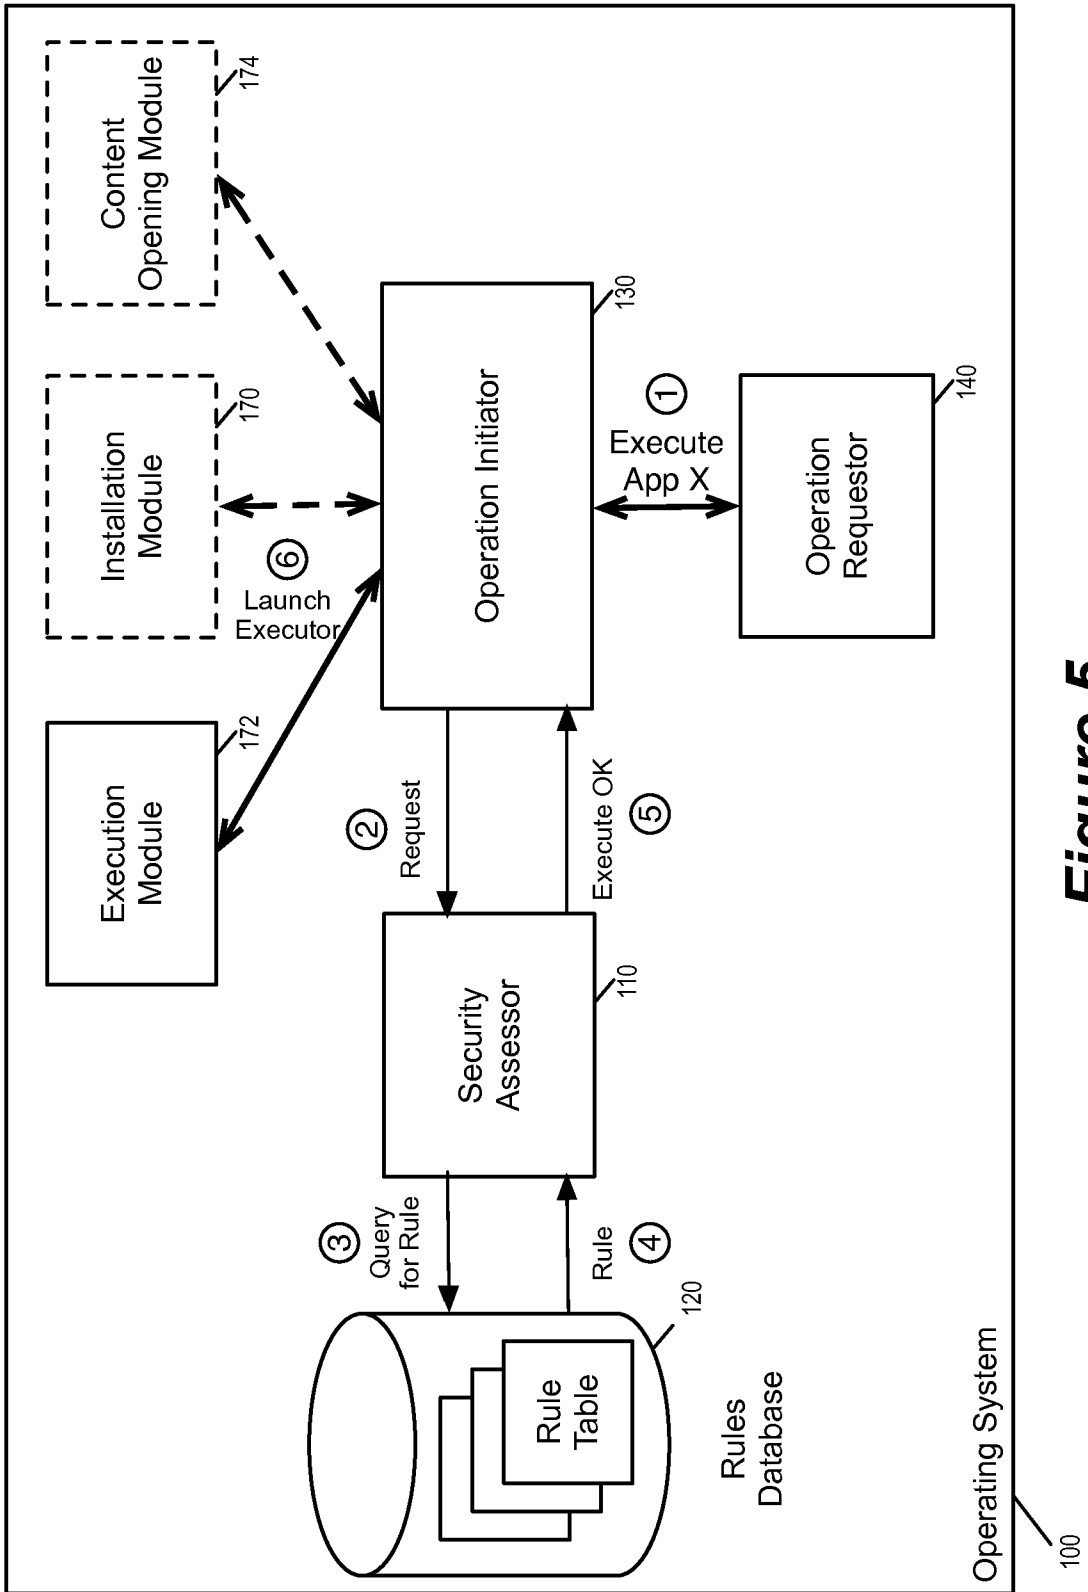 Execution
Module
172
Installation
Module
170
Content
Opening Module
174
6
Launch
Executor
3
Query
for Rule
2
Request
Rule
Table
Security
Assessor
Operation Initiator
130
Rule
4
110
Execute OK
5
Execute
App X
1
120
Rules
Database
Operation
Requestor
140
Operating System
100
Figure 5